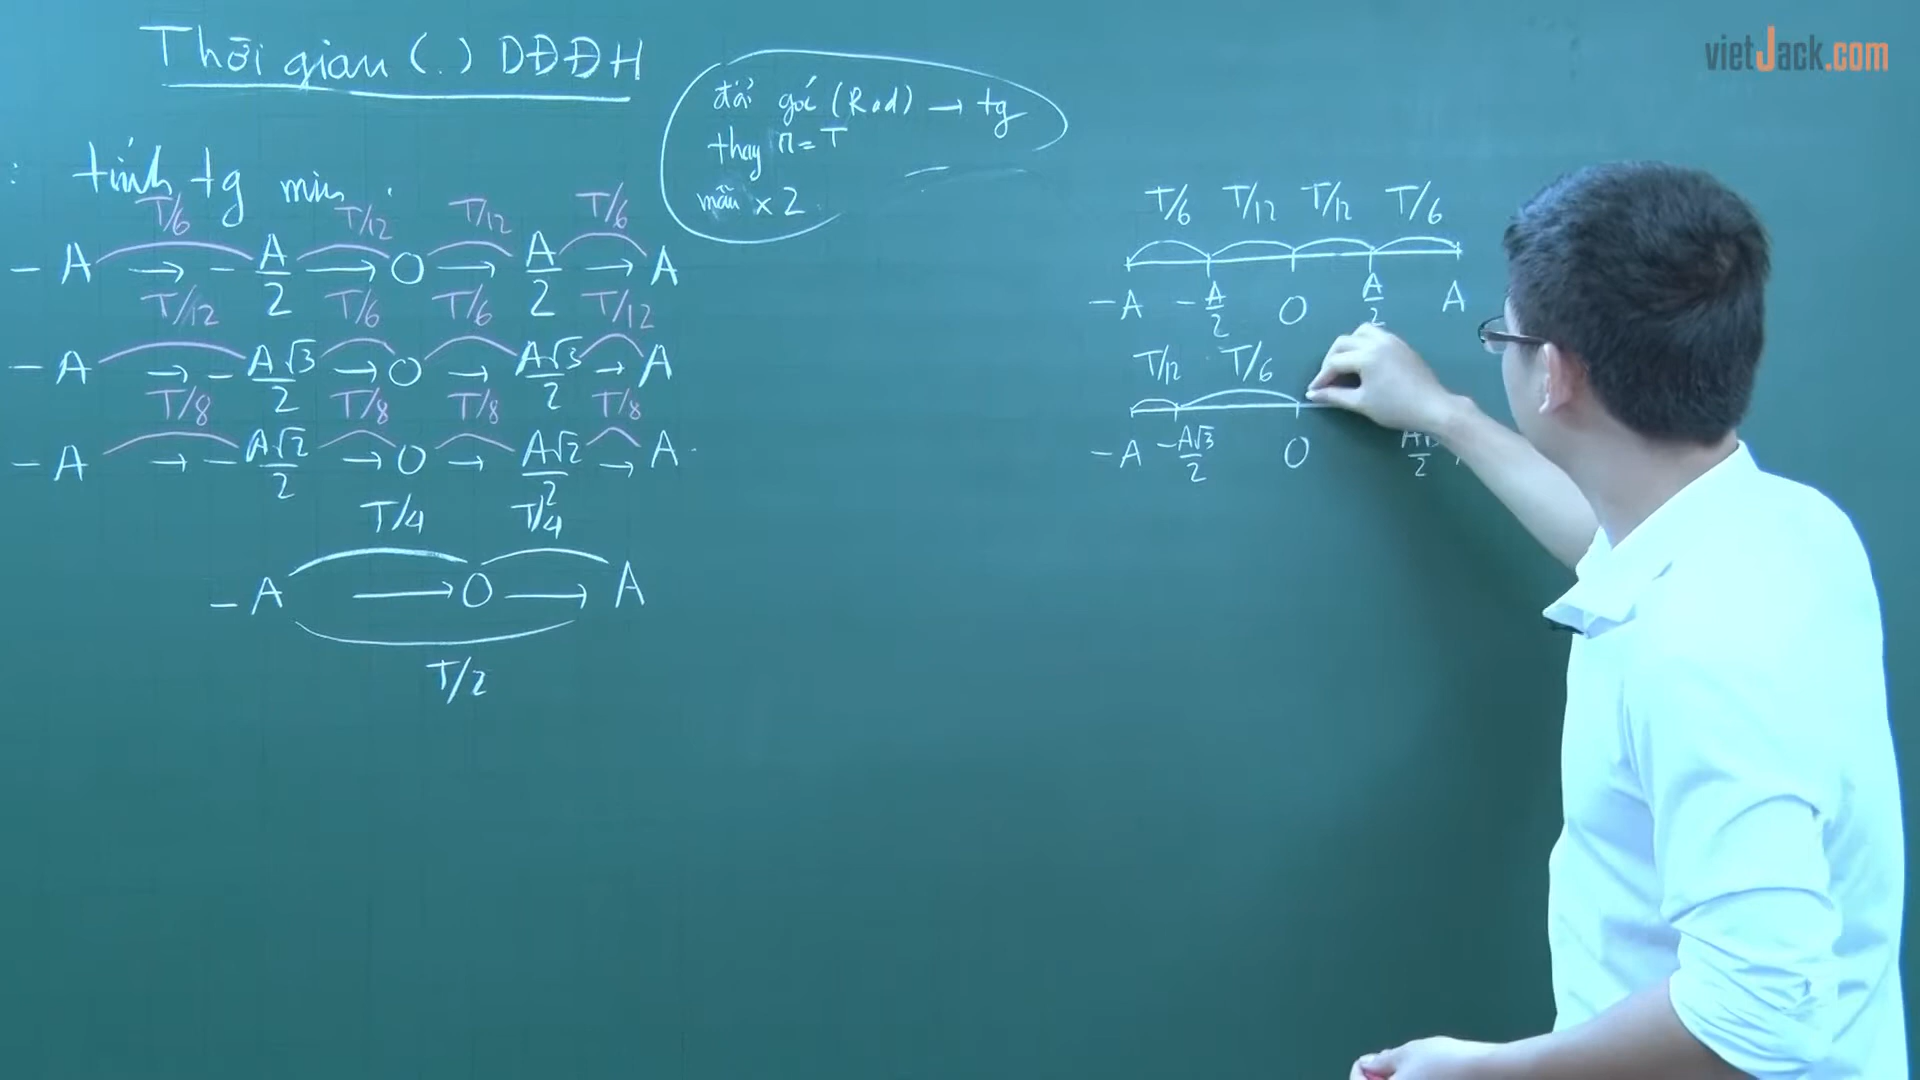 Thời gian (.) DĐĐH
đổi góc (Rad) → tg
thay π = T
mẫu x 2
: tính tg min.
T/6 T/12 T/12 T/6
-A → -A/2 → O → A/2 → A
T/12 T/6 T/6 T/12
-A → -A√3/2 → O → A√3/2 → A
T/8 T/8 T/8 T/8
-A → -A√2/2 → O → A√2/2 → A
T/4 T/4
-A → O → A
T/2
vietJack.com
T/6 T/12 T/12 T/6
-A -A/2 O A/2 A
T/12 T/6
-A -A√3/2 O A√3/2